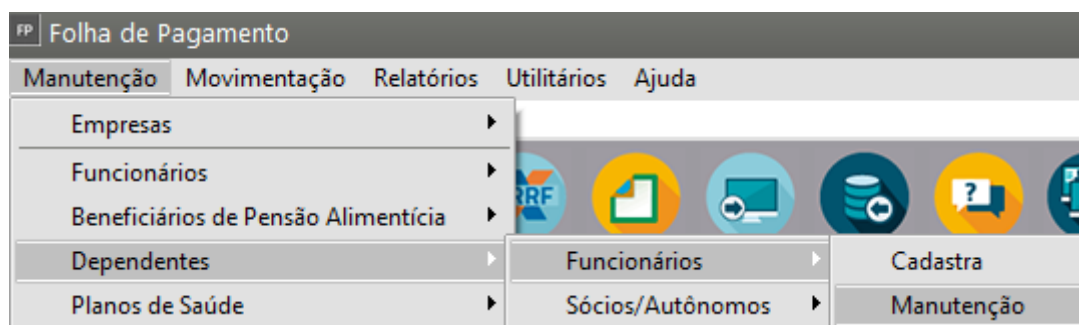 FP Folha de Pagamento
Manutenção Movimentação Relatórios Utilitários Ajuda
Empresas
Funcionários
RRF
Beneficiários de Pensão Alimentícia
?
Dependentes Funcionários Cadastra
Planos de Saúde Sócios/Autônomos Manutenção